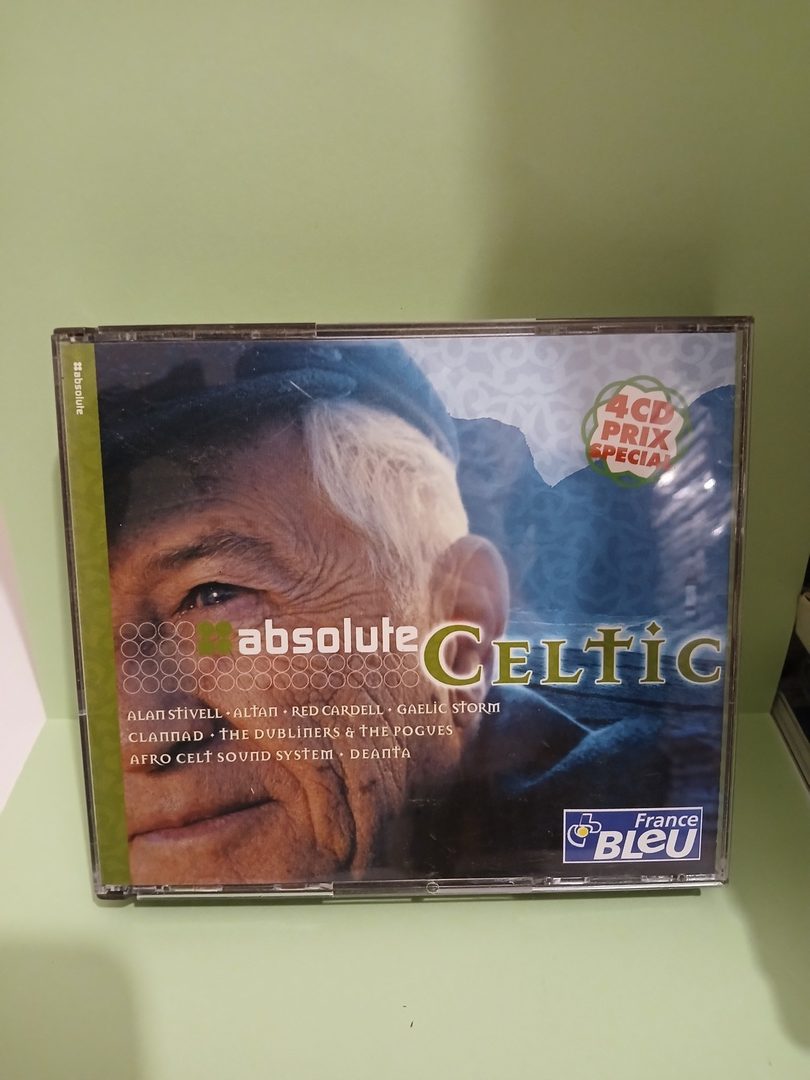 absolute
4CD
PRIX
SPECIAL
absolute CELTIC
ALAN STIVELL · ALTAN · RED CARDELL · GAELIC STORM
CLANNAD · THE DUBLINERS & THE POGUES
AFRO CELT SOUND SYSTEM · DEANTA
France
BLeU